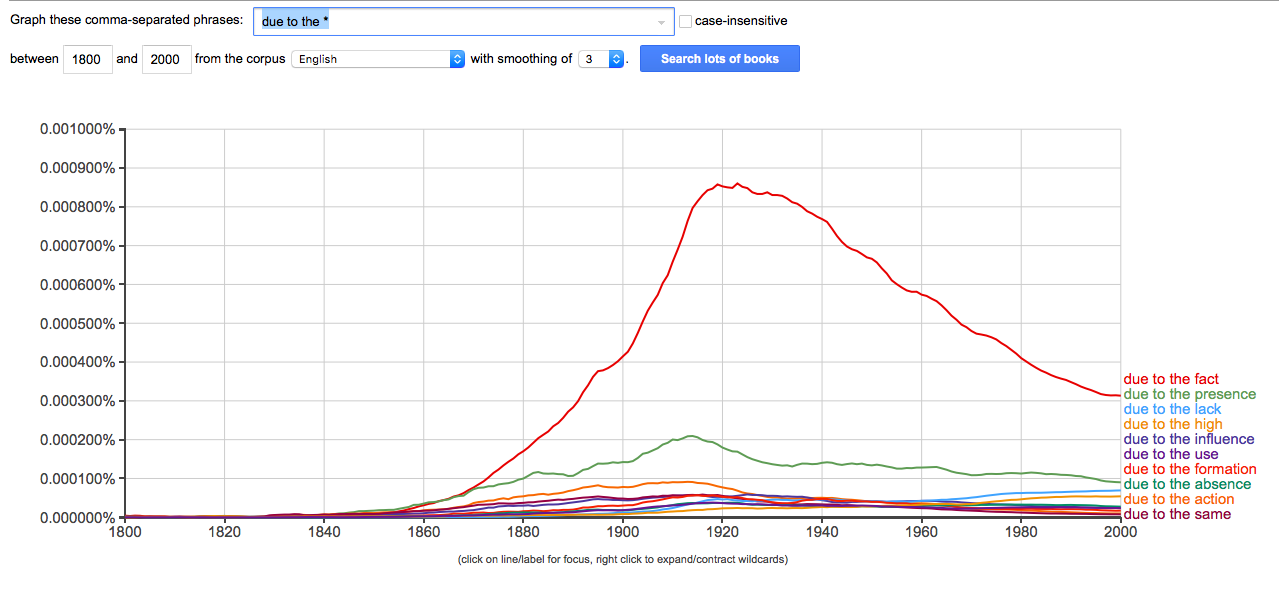 Graph these comma-separated phrases: due to the * case-insensitive
between 1800 and 2000 from the corpus English with smoothing of 3 . Search lots of books
0.001000%
0.000900%
0.000800%
0.000700%
0.000600%
0.000500%
0.000400%
0.000300%
0.000200%
0.000100%
0.000000%
due to the fact
due to the presence
due to the lack
due to the high
due to the influence
due to the use
due to the formation
due to the absence
due to the action
due to the same
1800 1820 1840 1860 1880 1900 1920 1940 1960 1980 2000
(click on line/label for focus, right click to expand/contract wildcards)